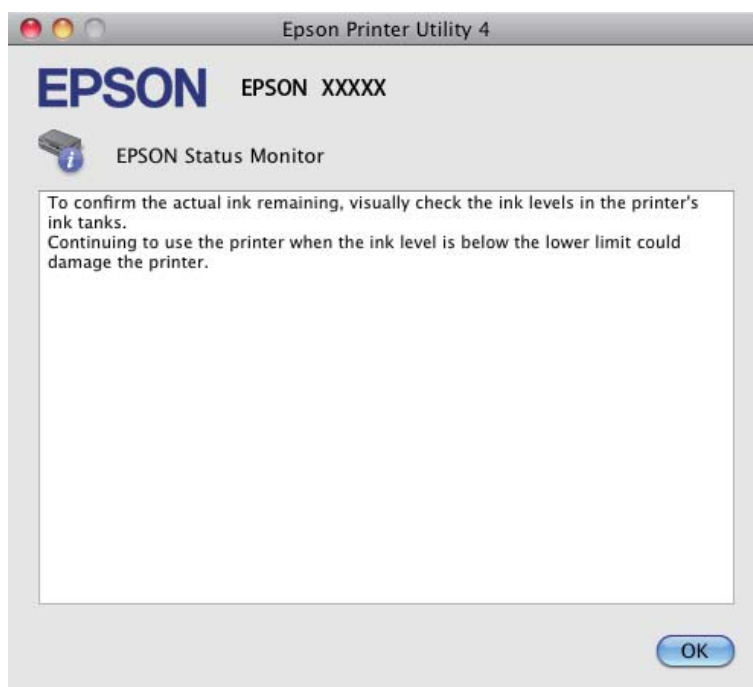 Epson Printer Utility 4
EPSON EPSON XXXXX
EPSON Status Monitor
To confirm the actual ink remaining, visually check the ink levels in the printer's
ink tanks.
Continuing to use the printer when the ink level is below the lower limit could
damage the printer.
OK